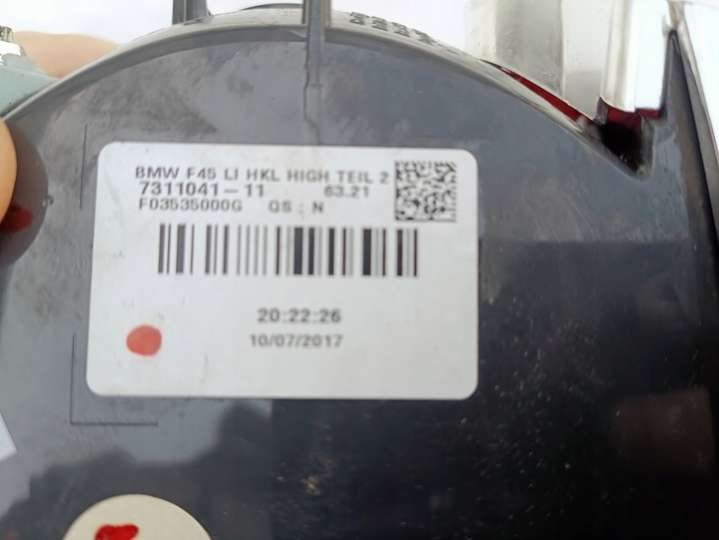 BMW F45 LI HKL HIGH TEIL 2
7311041-11 63.21
F03535000G QS : N
20:22:26
10/07/2017